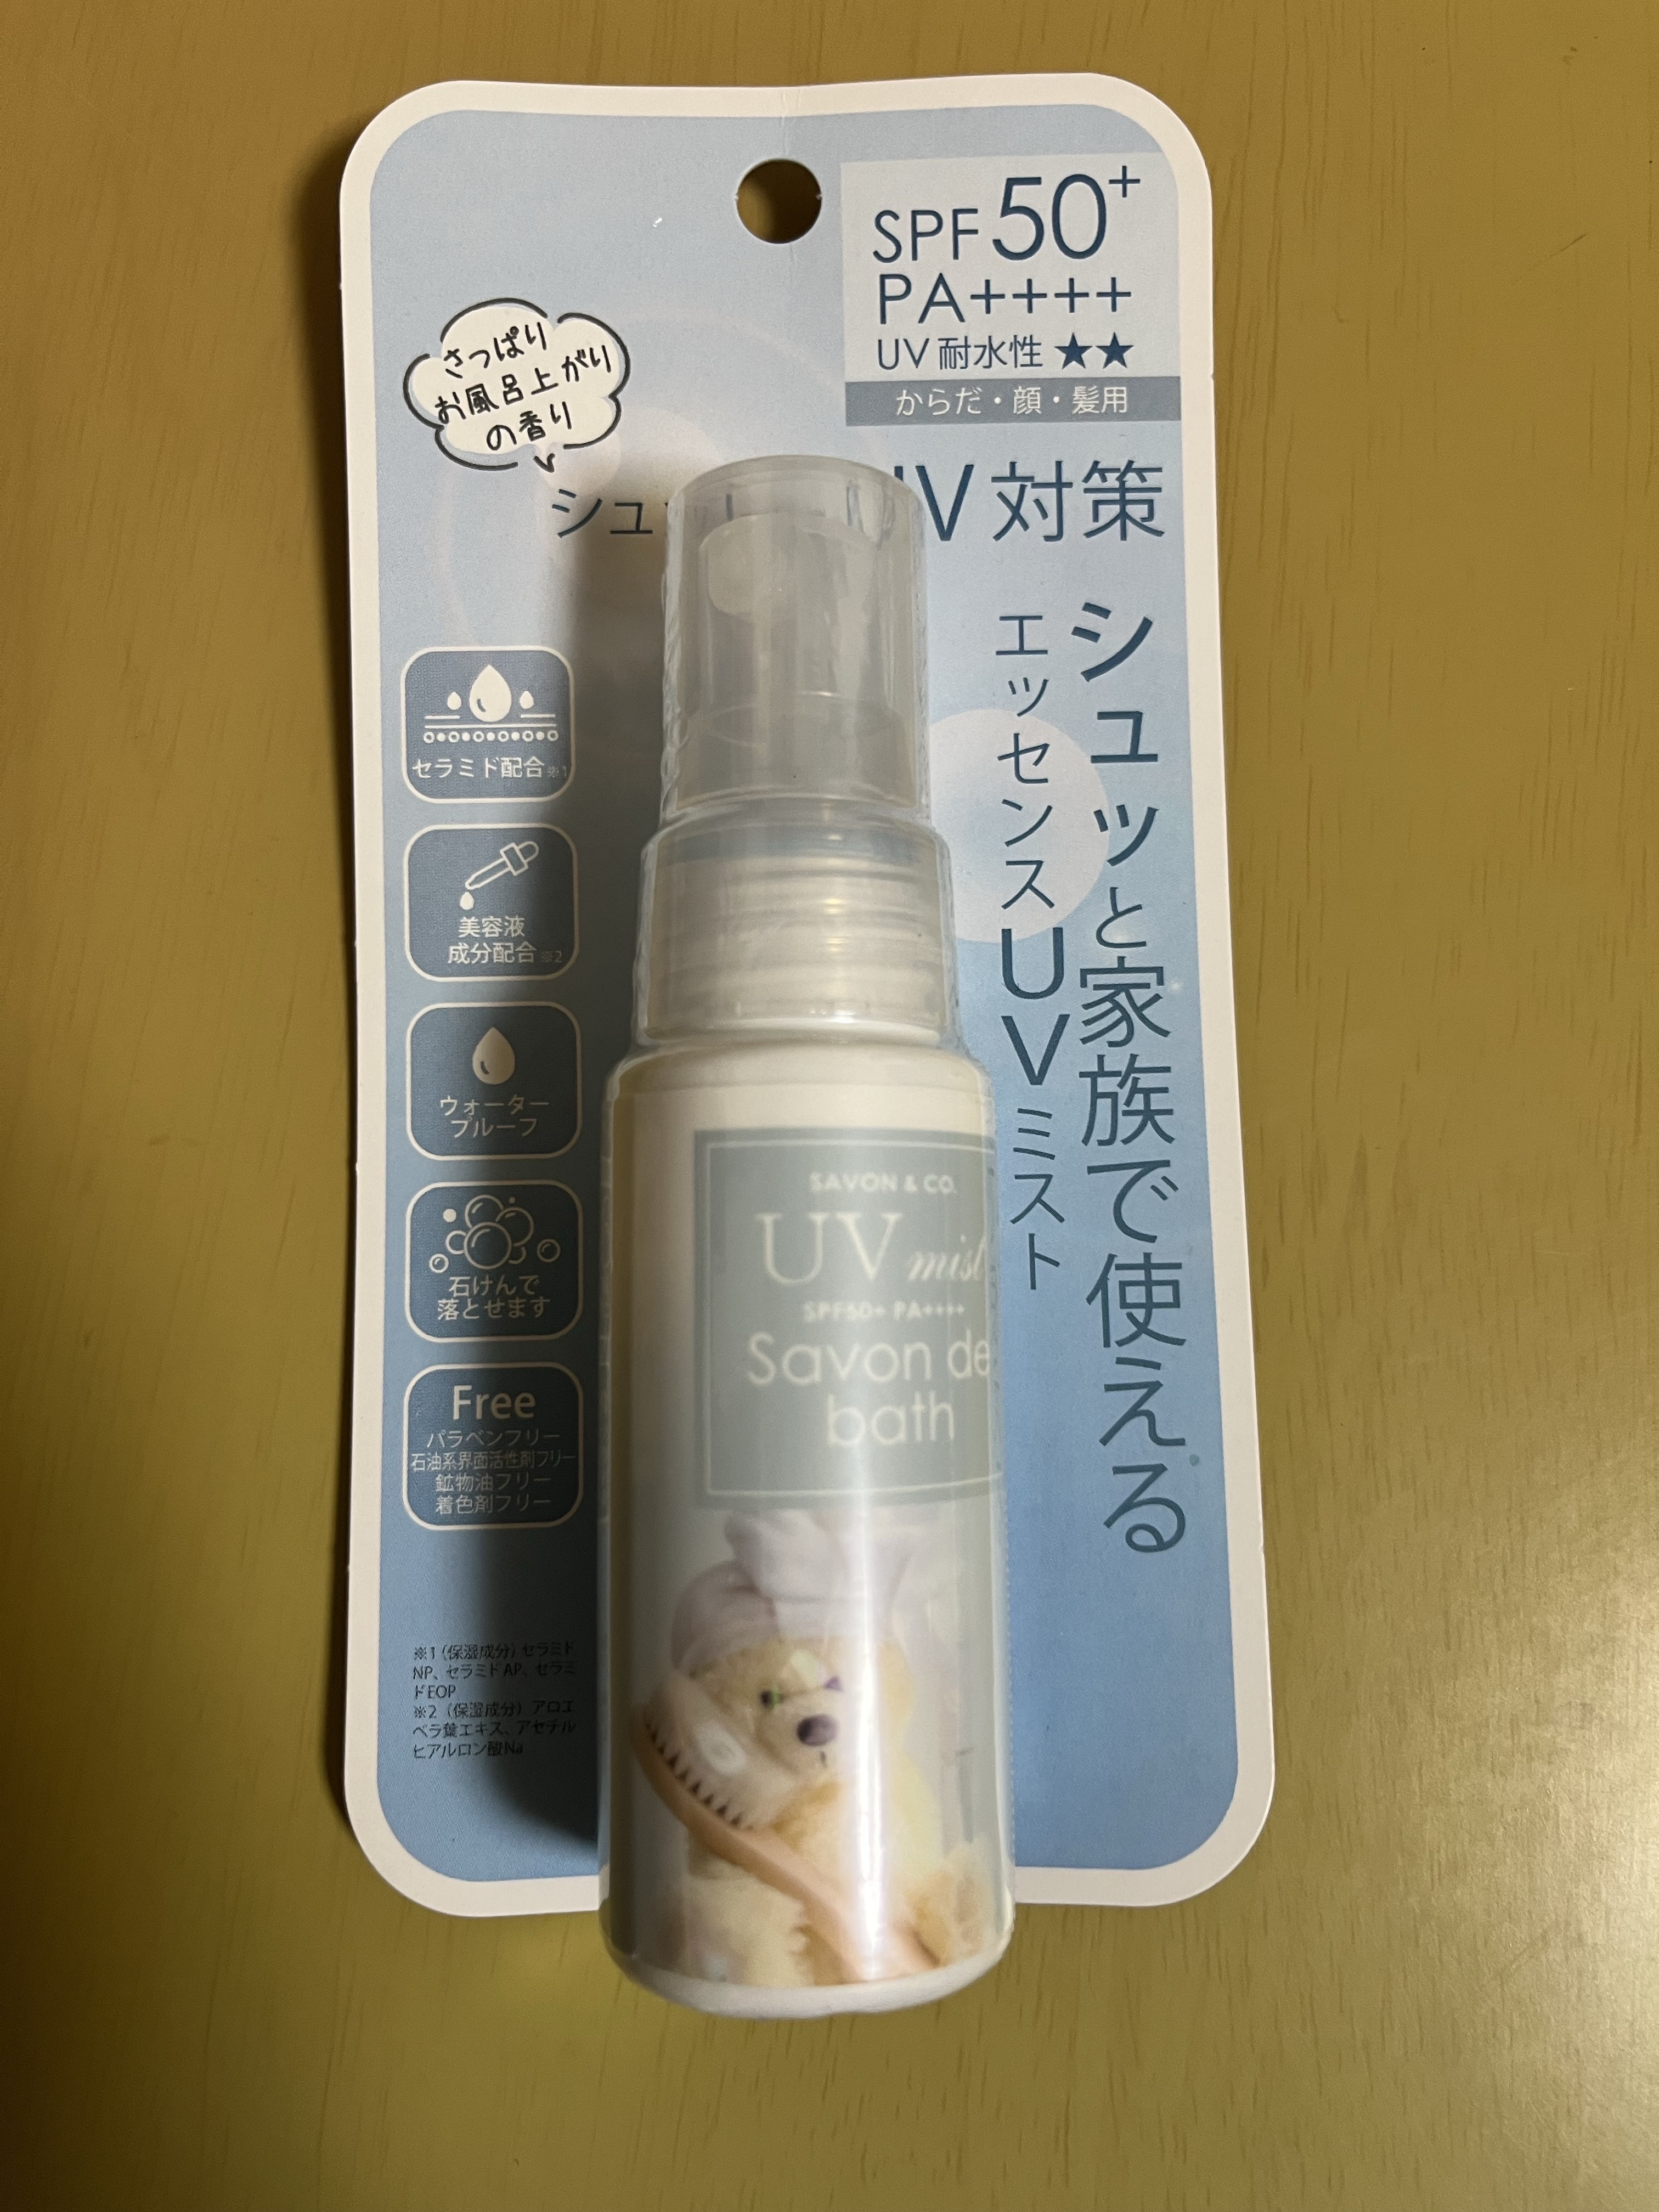 SPF50+
PA++++
UV耐水性★★
からだ・顔・髪用
さっぱり
お風呂上がり
の香り
シュッ
UV対策
シュッと家族で使える
エッセンスUVミスト
セラミド配合※1
美容液
成分配合※2
ウォーター
プルーフ
石けんで
落とせます
Free
パラベンフリー
石油系界面活性剤フリー
鉱物油フリー
着色剤フリー
※1(保湿成分)セラミド
NP、セラミドAP、セラミ
ドEOP
※2(保湿成分)アロエ
ベラ葉エキス、アセチル
ヒアルロン酸Na
SAVON & CO.
UV mist
SPF50+ PA++++
Savon de
bath